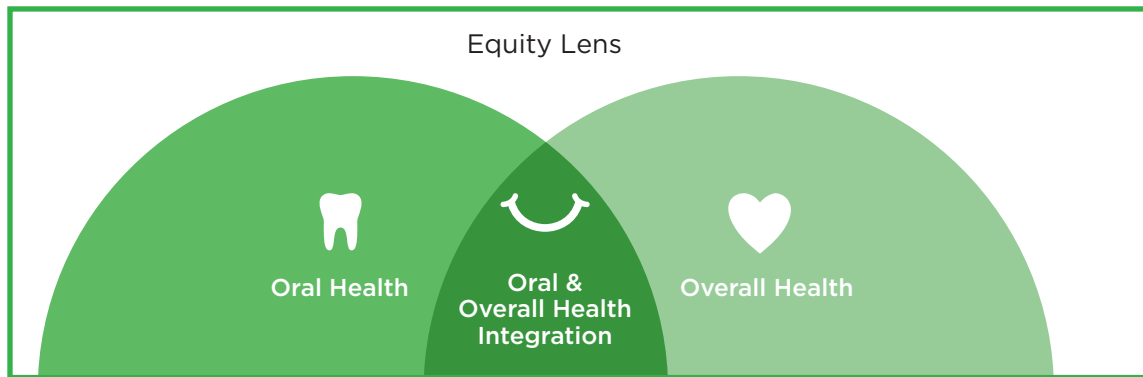 Equity Lens
Oral Health
Oral &
Overall Health
Integration
Overall Health